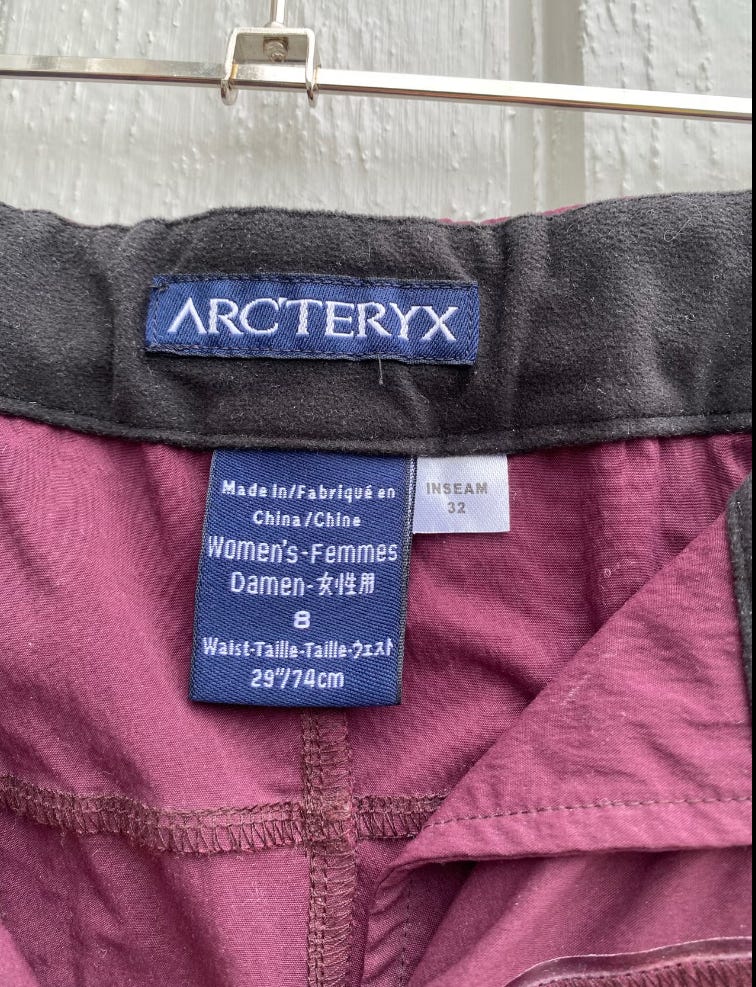 ARC'TERYX
Made in/Fabriqué en
China/Chine
Women's-Femmes
Damen-女性用
8
Waist-Taille-Taille-ウエスト
29"/74cm
INSEAM
32